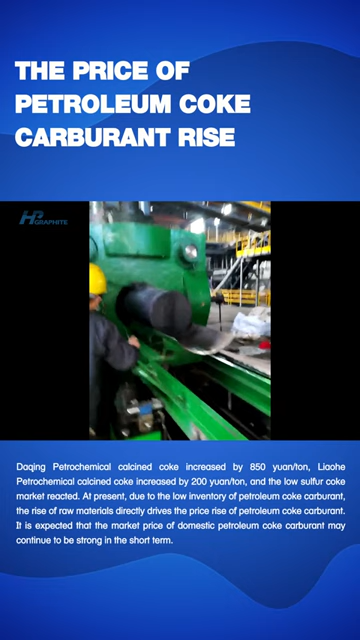 THE PRICE OF
PETROLEUM COKE
CARBURANT RISE
HP GRAPHITE
Daqing Petrochemical calcined coke increased by 850 yuan/ton, Liaohe
Petrochemical calcined coke increased by 200 yuan/ton, and the low sulfur coke
market reacted. At present, due to the low inventory of petroleum coke carburant,
the rise of raw materials directly drives the price rise of petroleum coke carburant.
It is expected that the market price of domestic petroleum coke carburant may
continue to be strong in the short term.